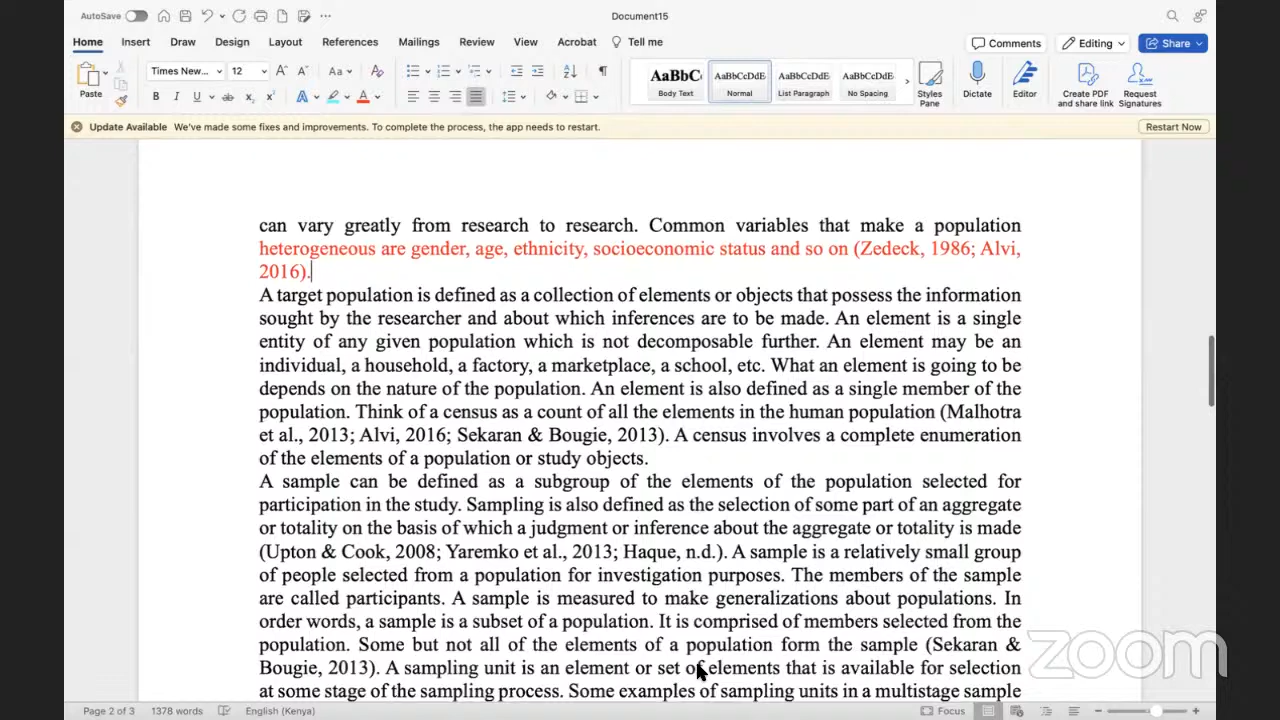 AutoSave
Document15
Home Insert Draw Design Layout References Mailings Review View Acrobat Tell me
Comments Editing Share
Paste
Times New... 12
AaBbC AaBbCcDdE AaBbCcDdE AaBbCcDdE
Body Text Normal List Paragraph No Spacing
Styles Pane
Dictate
Editor
Create PDF and share link
Request Signatures
Update Available We've made some fixes and improvements. To complete the process, the app needs to restart.
Restart Now
can vary greatly from research to research. Common variables that make a population
heterogeneous are gender, age, ethnicity, socioeconomic status and so on (Zedeck, 1986; Alvi,
2016).
A target population is defined as a collection of elements or objects that possess the information
sought by the researcher and about which inferences are to be made. An element is a single
entity of any given population which is not decomposable further. An element may be an
individual, a household, a factory, a marketplace, a school, etc. What an element is going to be
depends on the nature of the population. An element is also defined as a single member of the
population. Think of a census as a count of all the elements in the human population (Malhotra
et al., 2013; Alvi, 2016; Sekaran & Bougie, 2013). A census involves a complete enumeration
of the elements of a population or study objects.
A sample can be defined as a subgroup of the elements of the population selected for
participation in the study. Sampling is also defined as the selection of some part of an aggregate
or totality on the basis of which a judgment or inference about the aggregate or totality is made
(Upton & Cook, 2008; Yaremko et al., 2013; Haque, n.d.). A sample is a relatively small group
of people selected from a population for investigation purposes. The members of the sample
are called participants. A sample is measured to make generalizations about populations. In
order words, a sample is a subset of a population. It is comprised of members selected from the
population. Some but not all of the elements of a population form the sample (Sekaran &
Bougie, 2013). A sampling unit is an element or set of elements that is available for selection
at some stage of the sampling process. Some examples of sampling units in a multistage sample
zoom
Page 2 of 3 1378 words English (Kenya) Focus